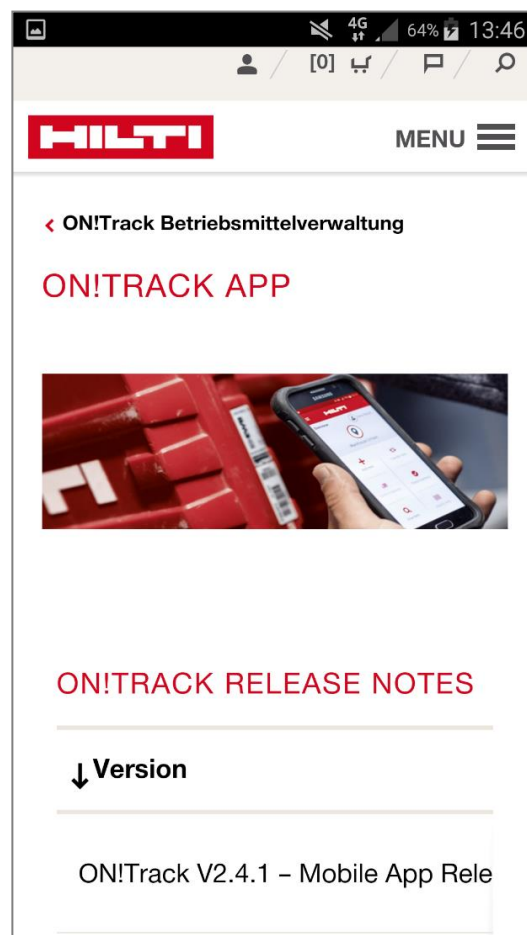 4G 64% 13:46
[0]
HILTI MENU
‹ ON!Track Betriebsmittelverwaltung
ON!TRACK APP
ON!TRACK RELEASE NOTES
↓Version
ON!Track V2.4.1 – Mobile App Rele